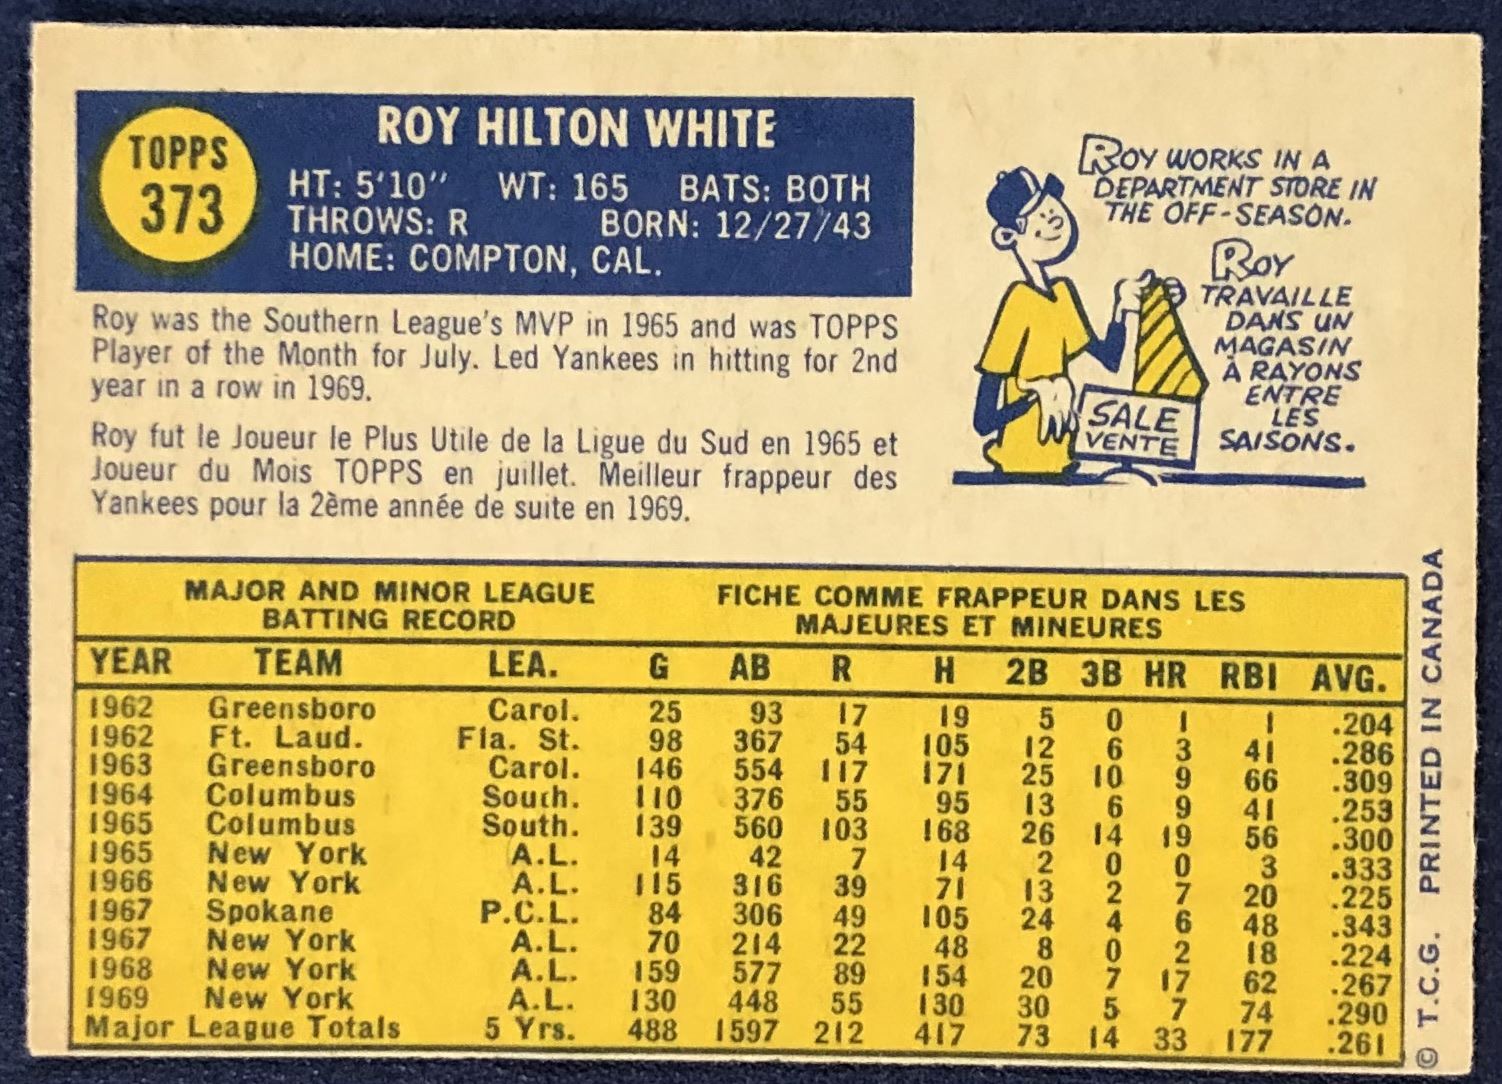 TOPPS
373
ROY HILTON WHITE
HT: 5'10" WT: 165 BATS: BOTH
THROWS: R BORN: 12/27/43
HOME: COMPTON, CAL.
Roy was the Southern League's MVP in 1965 and was TOPPS
Player of the Month for July. Led Yankees in hitting for 2nd
year in a row in 1969.
Roy fut le Joueur le Plus Utile de la Ligue du Sud en 1965 et
Joueur du Mois TOPPS en juillet. Meilleur frappeur des
Yankees pour la 2ème année de suite en 1969.
ROY WORKS IN A
DEPARTMENT STORE IN
THE OFF-SEASON.
ROY
TRAVAILLE
DANS UN
MAGASIN
À RAYONS
ENTRE
LES
SAISONS.
SALE
VENTE
MAJOR AND MINOR LEAGUE
BATTING RECORD
FICHE COMME FRAPPEUR DANS LES
MAJEURES ET MINEURES
YEAR TEAM LEA. G AB R H 2B 3B HR RBI AVG.
1962 Greensboro Carol. 25 93 17 19 5 0 1 1 .204
1962 Ft. Laud. Fla. St. 98 367 54 105 12 6 3 41 .286
1963 Greensboro Carol. 146 554 117 171 25 10 9 66 .309
1964 Columbus South. 110 376 55 95 13 6 9 41 .253
1965 Columbus South. 139 560 103 168 26 14 19 56 .300
1965 New York A.L. 14 42 7 14 2 0 0 3 .333
1966 New York A.L. 115 316 39 71 13 2 7 20 .225
1967 Spokane P.C.L. 84 306 49 105 24 4 6 48 .343
1967 New York A.L. 70 214 22 48 8 0 2 18 .224
1968 New York A.L. 159 577 89 154 20 7 17 62 .267
1969 New York A.L. 130 448 55 130 30 5 7 74 .290
Major League Totals 5 Yrs. 488 1597 212 417 73 14 33 177 .261
© T.C.G. PRINTED IN CANADA